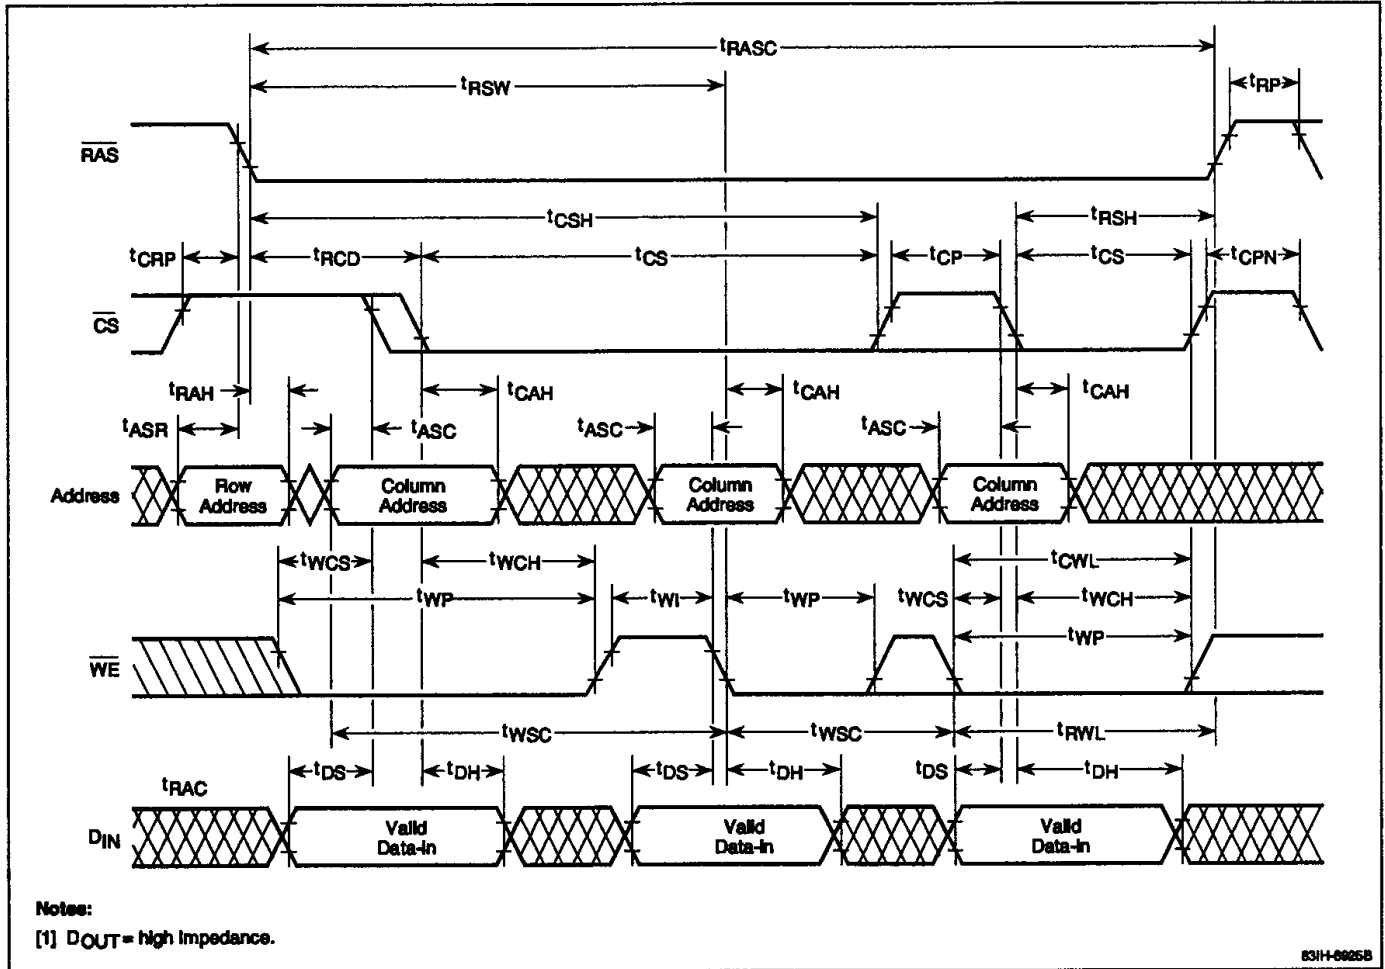 tRASC
tRSW
tRP
RAS
tCSH
tRSH
tCRP
tRCD
tCS
tCP
tCS
tCPN
CS
tRAH
tCAH
tCAH
tCAH
tASR
tASC
tASC
tASC
Address
Row Address
Column Address
Column Address
Column Address
tWCS
tWCH
tCWL
tWP
tWI
tWP
tWCS
tWCH
tWP
WE
tWSC
tWSC
tRWL
tRAC
tDS
tDH
tDS
tDH
tDS
tDH
DIN
Valid Data-In
Valid Data-In
Valid Data-In
Notes:
[1] DOUT = high impedance.
83IH-6925B